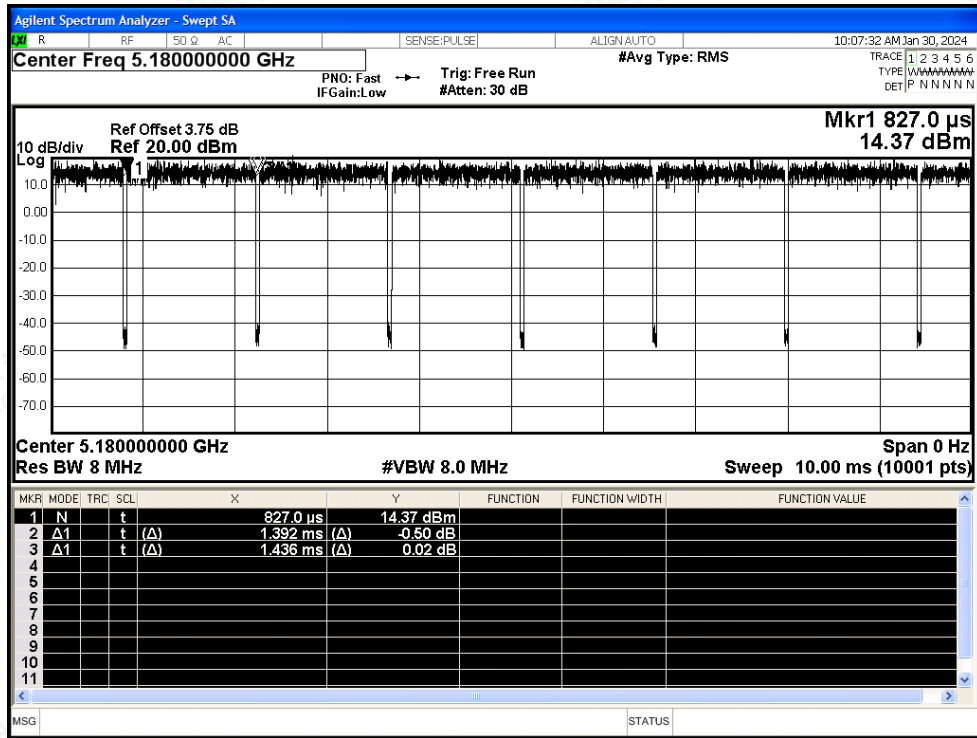 Agilent Spectrum Analyzer - Swept SA
LXI R RF 50 Ω AC SENSE:PULSE ALIGN AUTO 10:07:32 AM Jan 30, 2024
Center Freq 5.180000000 GHz #Avg Type: RMS TRACE 1 2 3 4 5 6
PNO: Fast Trig: Free Run TYPE WWWWWW
IFGain:Low #Atten: 30 dB DET P N N N N N
Ref Offset 3.75 dB Mkr1 827.0 µs
10 dB/div Ref 20.00 dBm 14.37 dBm
Log
1
10.0
0.00
-10.0
-20.0
-30.0
-40.0
-50.0
-60.0
-70.0
Center 5.180000000 GHz Span 0 Hz
Res BW 8 MHz #VBW 8.0 MHz Sweep 10.00 ms (10001 pts)
MKR MODE TRC SCL X Y FUNCTION FUNCTION WIDTH FUNCTION VALUE
1 N t 827.0 µs 14.37 dBm
2 Δ1 t (Δ) 1.392 ms (Δ) -0.50 dB
3 Δ1 t (Δ) 1.436 ms (Δ) 0.02 dB
4
5
6
7
8
9
10
11
MSG STATUS